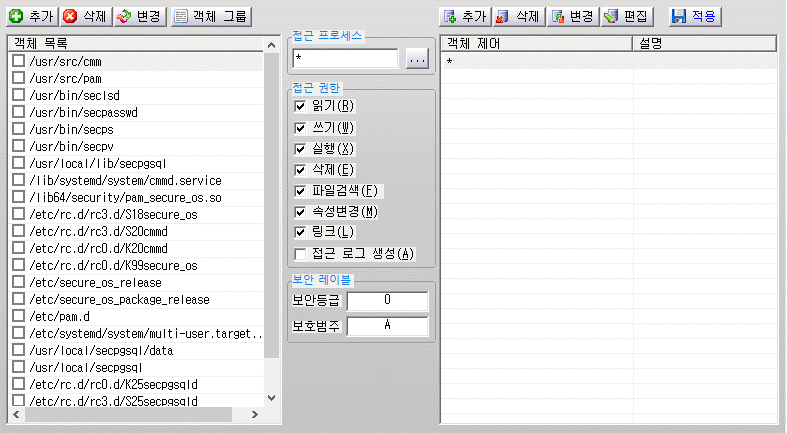 추가 삭제 변경 객체 그룹
객체 목록
/usr/src/cmm
/usr/src/pam
/usr/bin/seclsd
/usr/bin/secpasswd
/usr/bin/secps
/usr/bin/secpv
/usr/local/lib/secpgsql
/lib/systemd/system/cmmd.service
/lib64/security/pam_secure_os.so
/etc/rc.d/rc3.d/S18secure_os
/etc/rc.d/rc3.d/S20cmmd
/etc/rc.d/rc0.d/K20cmmd
/etc/rc.d/rc0.d/K99secure_os
/etc/secure_os_release
/etc/secure_os_package_release
/etc/pam.d
/etc/systemd/system/multi-user.target..
/usr/local/secpgsql/data
/usr/local/secpgsql
/etc/rc.d/rc0.d/K25secpgsqld
/etc/rc.d/rc3.d/S25secpgsqld
접근 프로세스
* ...
접근 권한
읽기(R)
쓰기(W)
실행(X)
삭제(E)
파일검색(F)
속성변경(M)
링크(L)
접근 로그 생성(A)
보안 레이블
보안등급 0
보호범주 A
추가 삭제 변경 편집 적용
객체 제어 설명
*